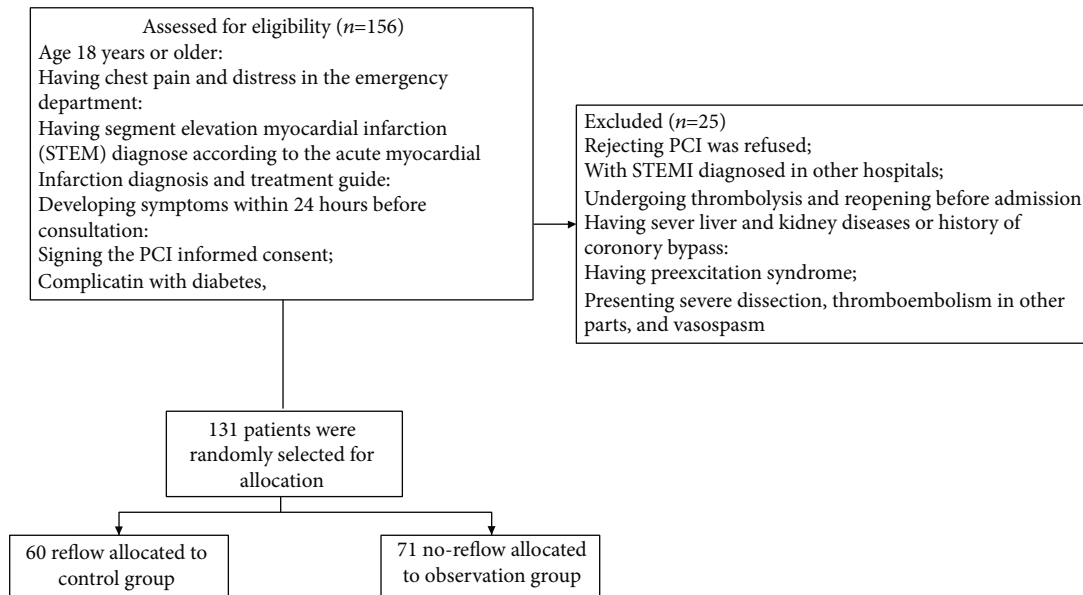 Assessed for eligibility (n=156)
Age 18 years or older:
Having chest pain and distress in the emergency
department:
Having segment elevation myocardial infarction
(STEM) diagnose according to the acute myocardial
Infarction diagnosis and treatment guide:
Developing symptoms within 24 hours before
consultation:
Signing the PCI informed consent;
Complicatin with diabetes,
Excluded (n=25)
Rejecting PCI was refused;
With STEMI diagnosed in other hospitals;
Undergoing thrombolysis and reopening before admission
Having sever liver and kidney diseases or history of
coronory bypass:
Having preexcitation syndrome;
Presenting severe dissection, thromboembolism in other
parts, and vasospasm
131 patients were
randomly selected for
allocation
60 reflow allocated to
control group
71 no-reflow allocated
to observation group